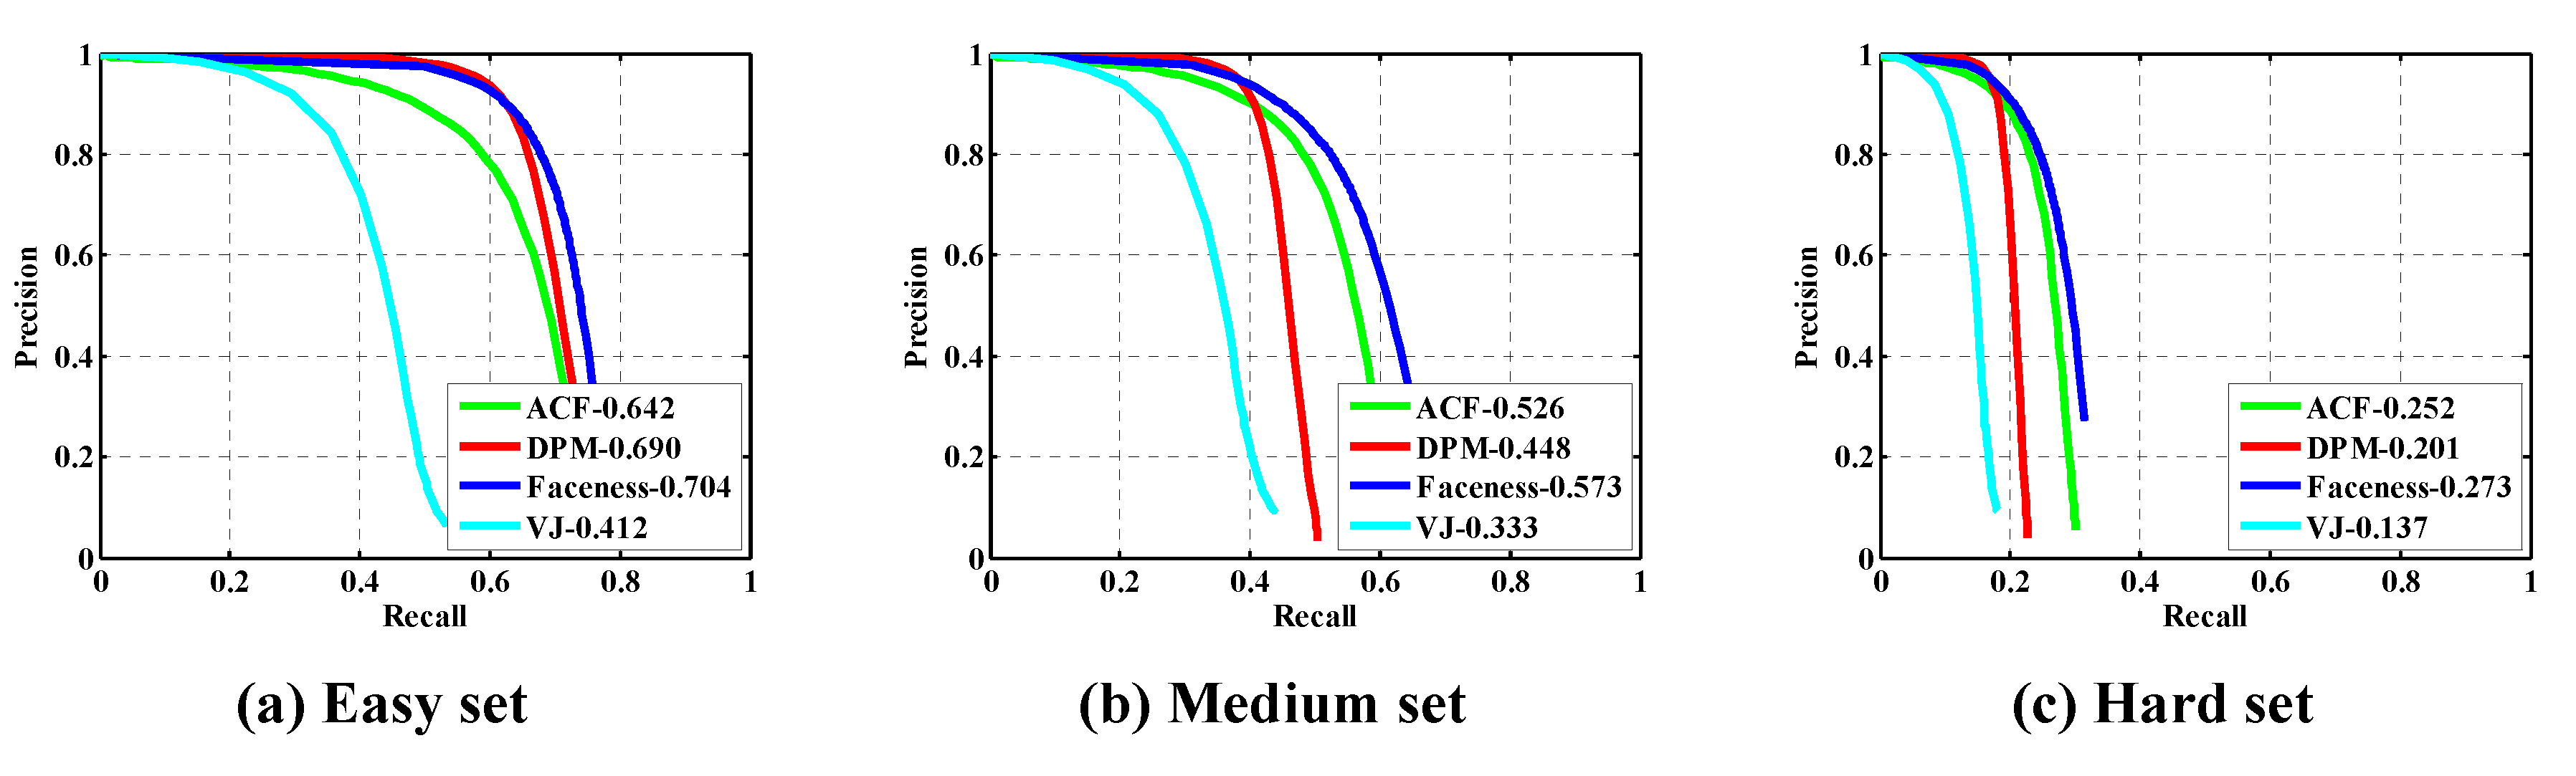 Precision
1
0.8
0.6
0.4
0.2
0
0 0.2 0.4 0.6 0.8 1
Recall
ACF-0.642
DPM-0.690
Faceness-0.704
VJ-0.412
(a) Easy set
Precision
1
0.8
0.6
0.4
0.2
0
0 0.2 0.4 0.6 0.8 1
Recall
ACF-0.526
DPM-0.448
Faceness-0.573
VJ-0.333
(b) Medium set
Precision
1
0.8
0.6
0.4
0.2
0
0 0.2 0.4 0.6 0.8 1
Recall
ACF-0.252
DPM-0.201
Faceness-0.273
VJ-0.137
(c) Hard set